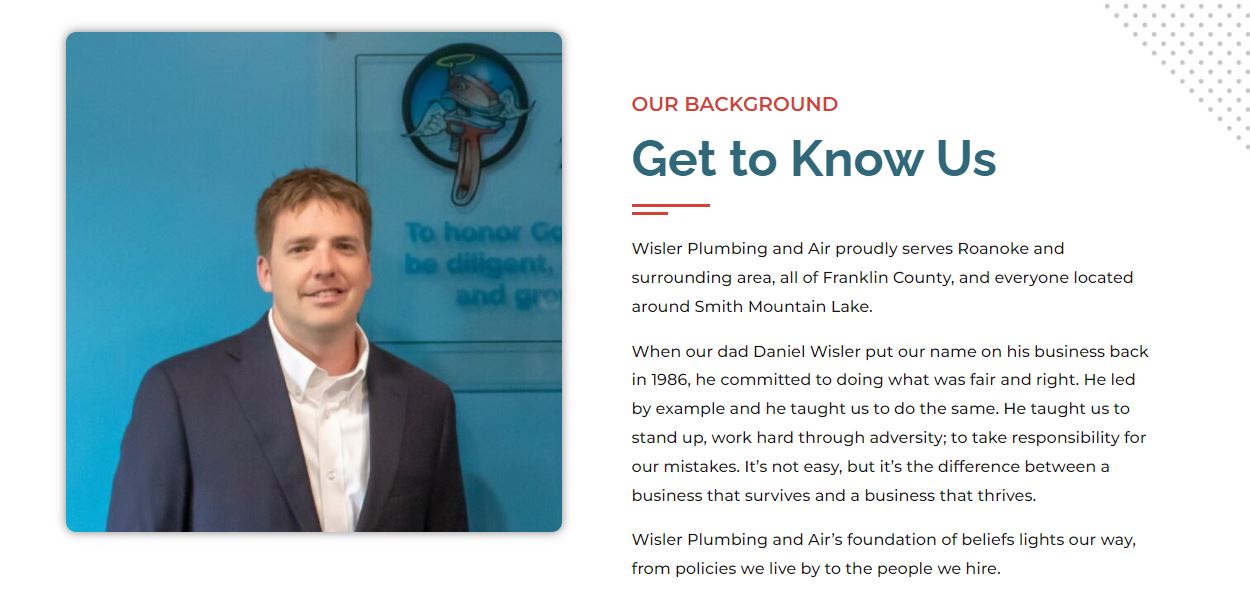 To honor
be diligent,
and
OUR BACKGROUND
Get to Know Us
Wisler Plumbing and Air proudly serves Roanoke and
surrounding area, all of Franklin County, and everyone located
around Smith Mountain Lake.
When our dad Daniel Wisler put our name on his business back
in 1986, he committed to doing what was fair and right. He led
by example and he taught us to do the same. He taught us to
stand up, work hard through adversity; to take responsibility for
our mistakes. It’s not easy, but it’s the difference between a
business that survives and a business that thrives.
Wisler Plumbing and Air’s foundation of beliefs lights our way,
from policies we live by to the people we hire.